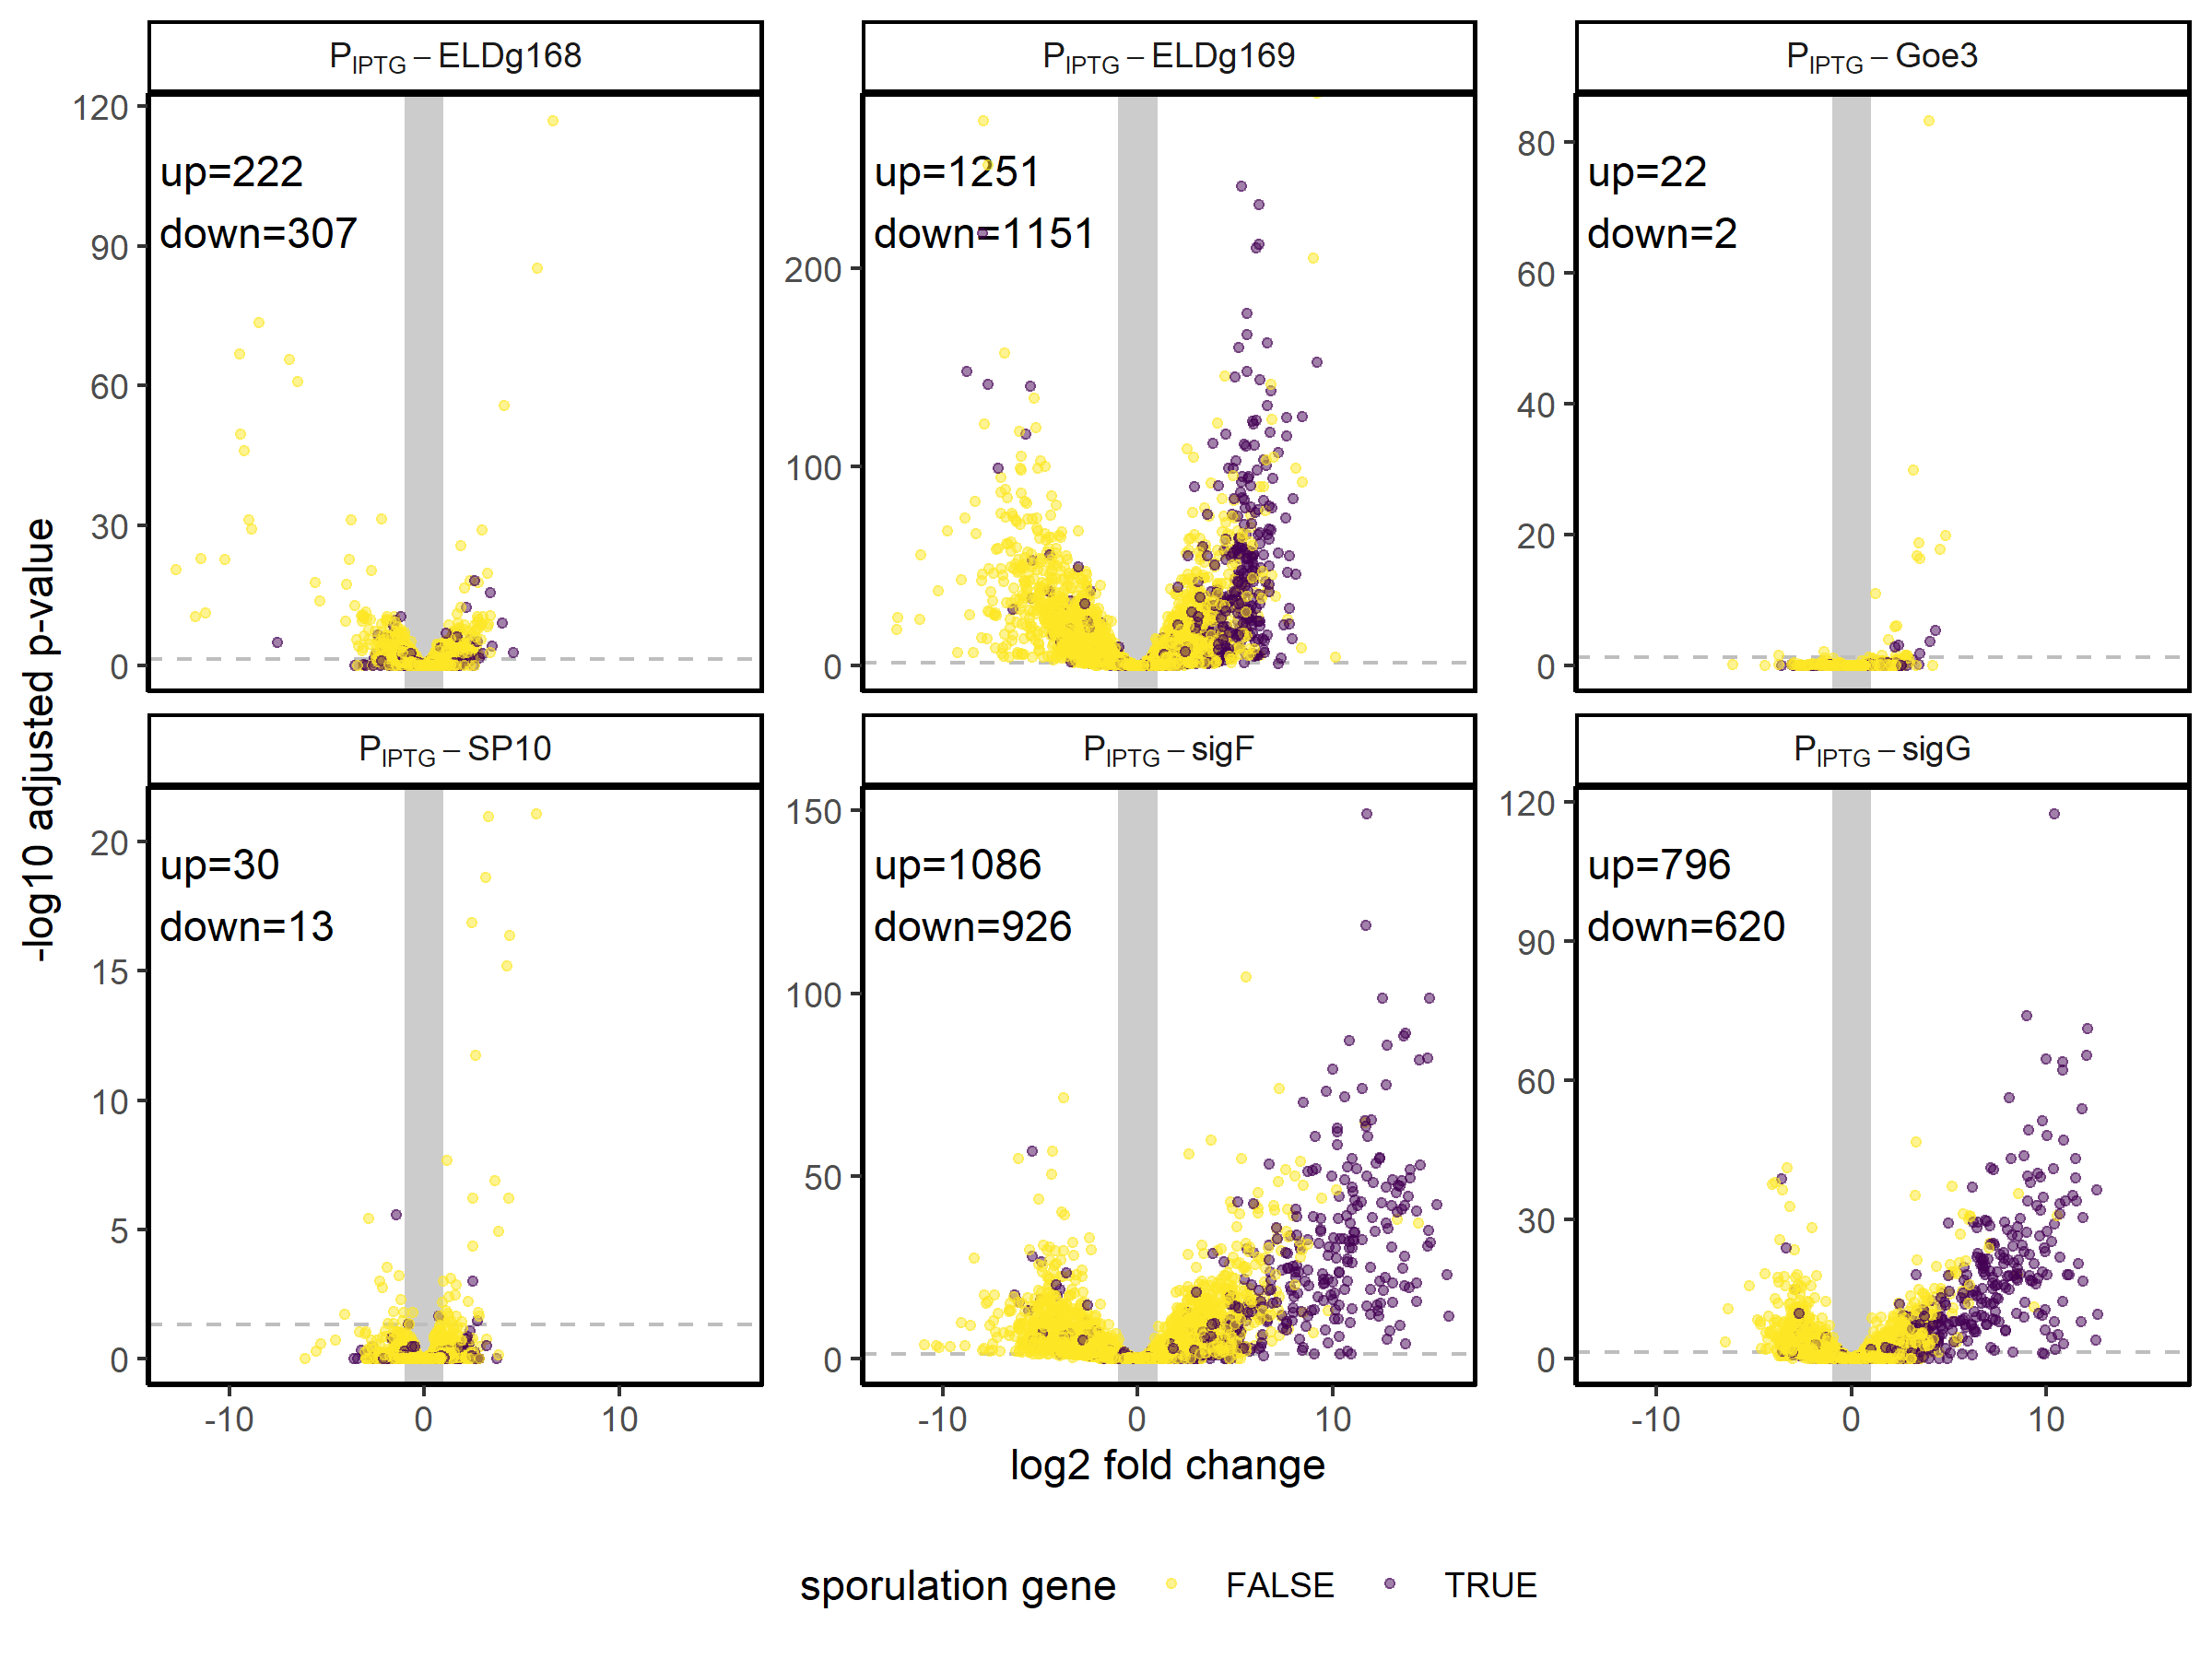 P_IPTG – ELDg168
P_IPTG – ELDg169
P_IPTG – Goe3
120
90
60
30
0
up=222
down=307
200
100
0
up=1251
down=1151
80
60
40
20
0
up=22
down=2
-log10 adjusted p-value
P_IPTG – SP10
P_IPTG – sigF
P_IPTG – sigG
20
15
10
5
0
up=30
down=13
150
100
50
0
up=1086
down=926
120
90
60
30
0
up=796
down=620
-10 0 10
-10 0 10
-10 0 10
log2 fold change
sporulation gene FALSE TRUE